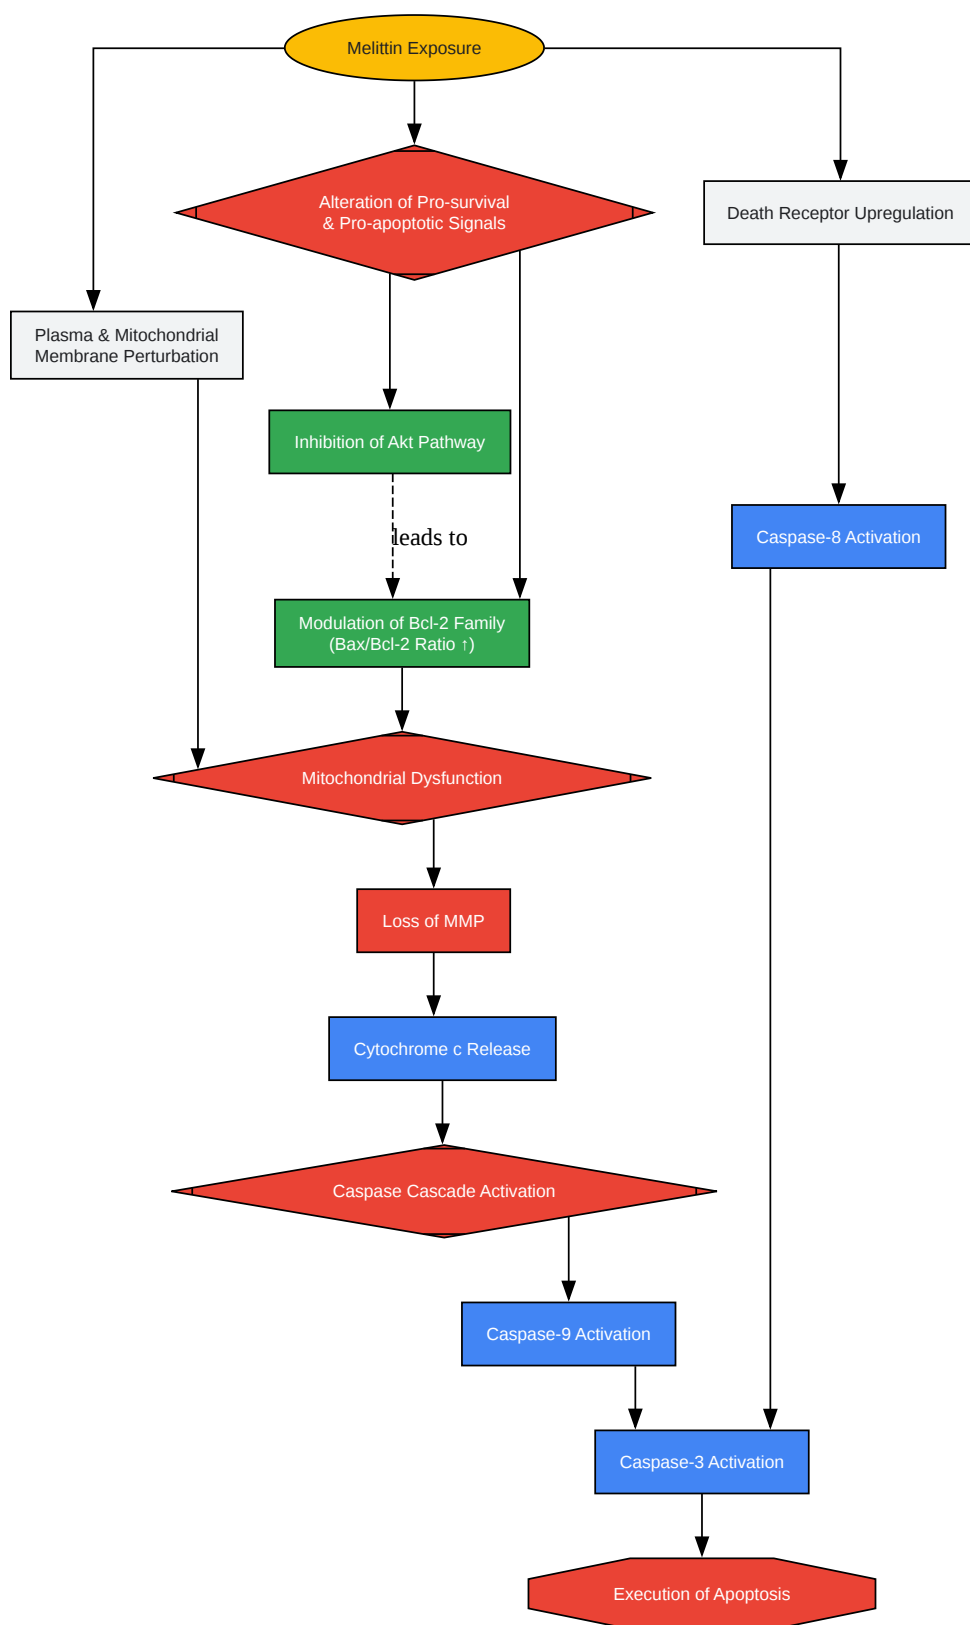 Melittin Exposure
Alteration of Pro-survival
& Pro-apoptotic Signals
Death Receptor Upregulation
Plasma & Mitochondrial
Membrane Perturbation
Inhibition of Akt Pathway
leads to
Caspase-8 Activation
Modulation of Bcl-2 Family
(Bax/Bcl-2 Ratio ↑)
Mitochondrial Dysfunction
Loss of MMP
Cytochrome c Release
Caspase Cascade Activation
Caspase-9 Activation
Caspase-3 Activation
Execution of Apoptosis